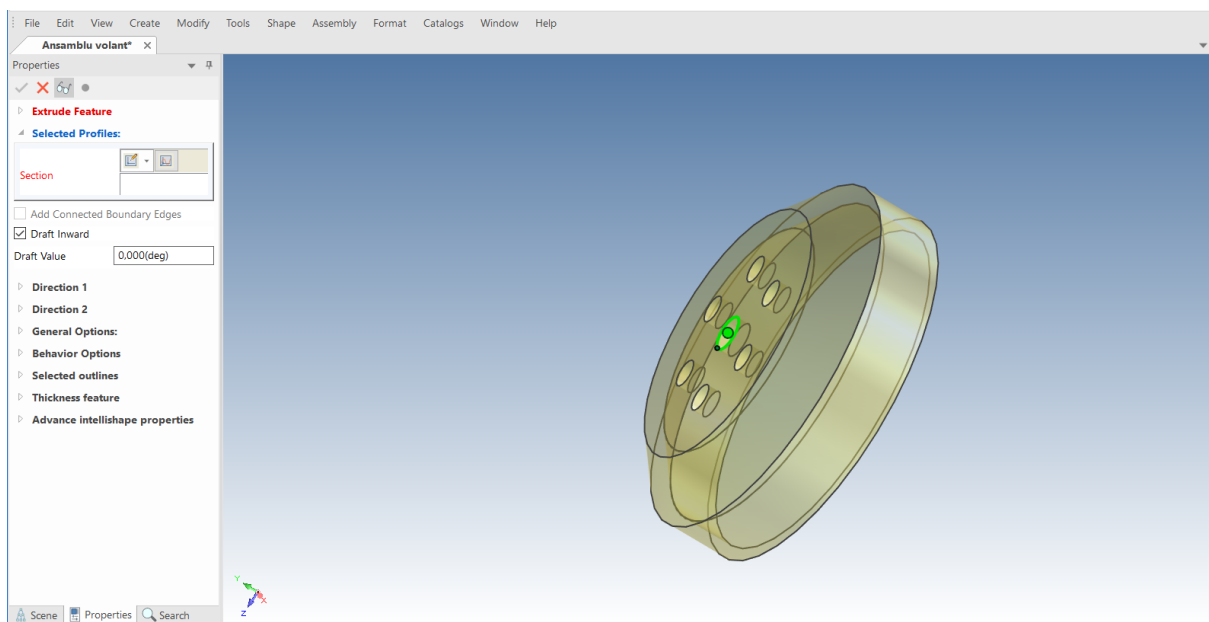 File Edit View Create Modify Tools Shape Assembly Format Catalogs Window Help
Ansamblu volant*
Properties
Extrude Feature
Selected Profiles:
Section
Add Connected Boundary Edges
Draft Inward
Draft Value 0,000(deg)
Direction 1
Direction 2
General Options:
Behavior Options
Selected outlines
Thickness feature
Advance intellishape properties
Y
X
Z
Scene Properties Search